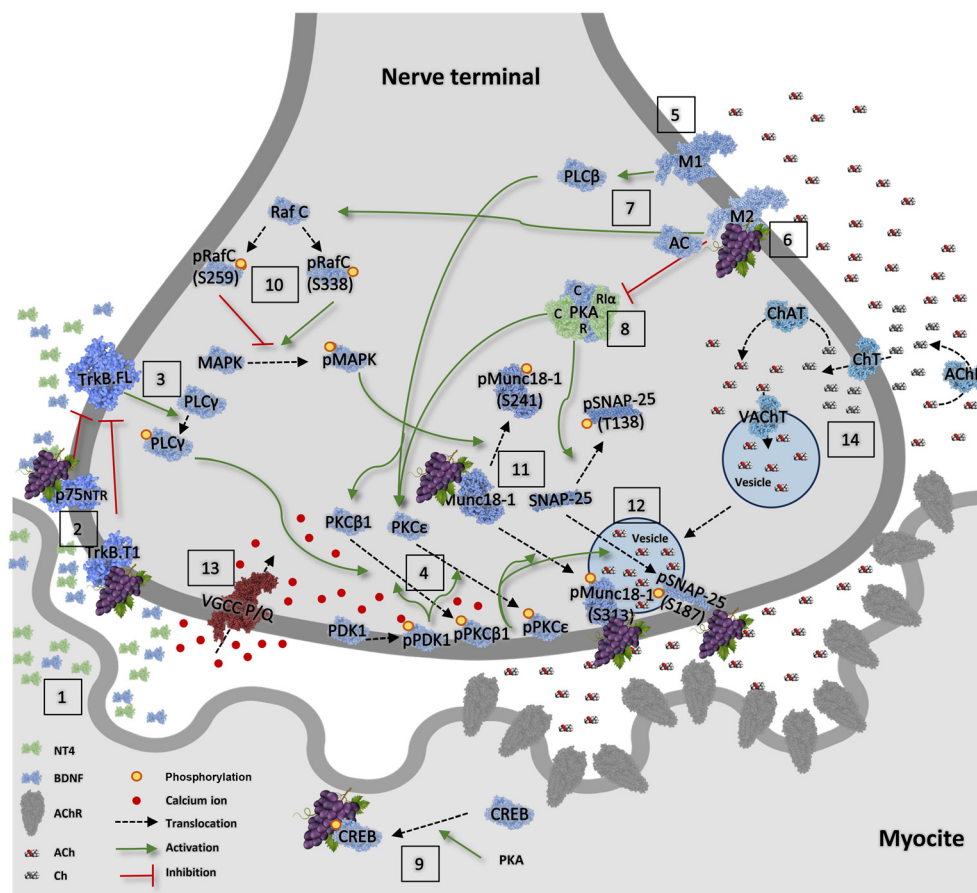 Nerve terminal
5
M1
PLCβ
7
M2
6
AC
Raf C
pRafC
(S259)
10
pRafC
(S338)
C
RIα
C
PKA
R
8
ChAT
ChT
AChE
MAPK
pMAPK
TrkB.FL
3
PLCγ
PLCγ
pMunc18-1
(S241)
pSNAP-25
(T138)
VAChT
14
Vesicle
11
Munc18-1
SNAP-25
p75NTR
2
TrkB.T1
PKCβ1
PKCε
12
Vesicle
13
VGCC P/Q
4
pMunc18-1
(S313)
pSNAP-25
(S187)
PDK1
pPDK1
pPKCβ1
pPKCε
1
NT4
BDNF
AChR
ACh
Ch
Phosphorylation
Calcium ion
Translocation
Activation
Inhibition
CREB
CREB
9
PKA
Myocite